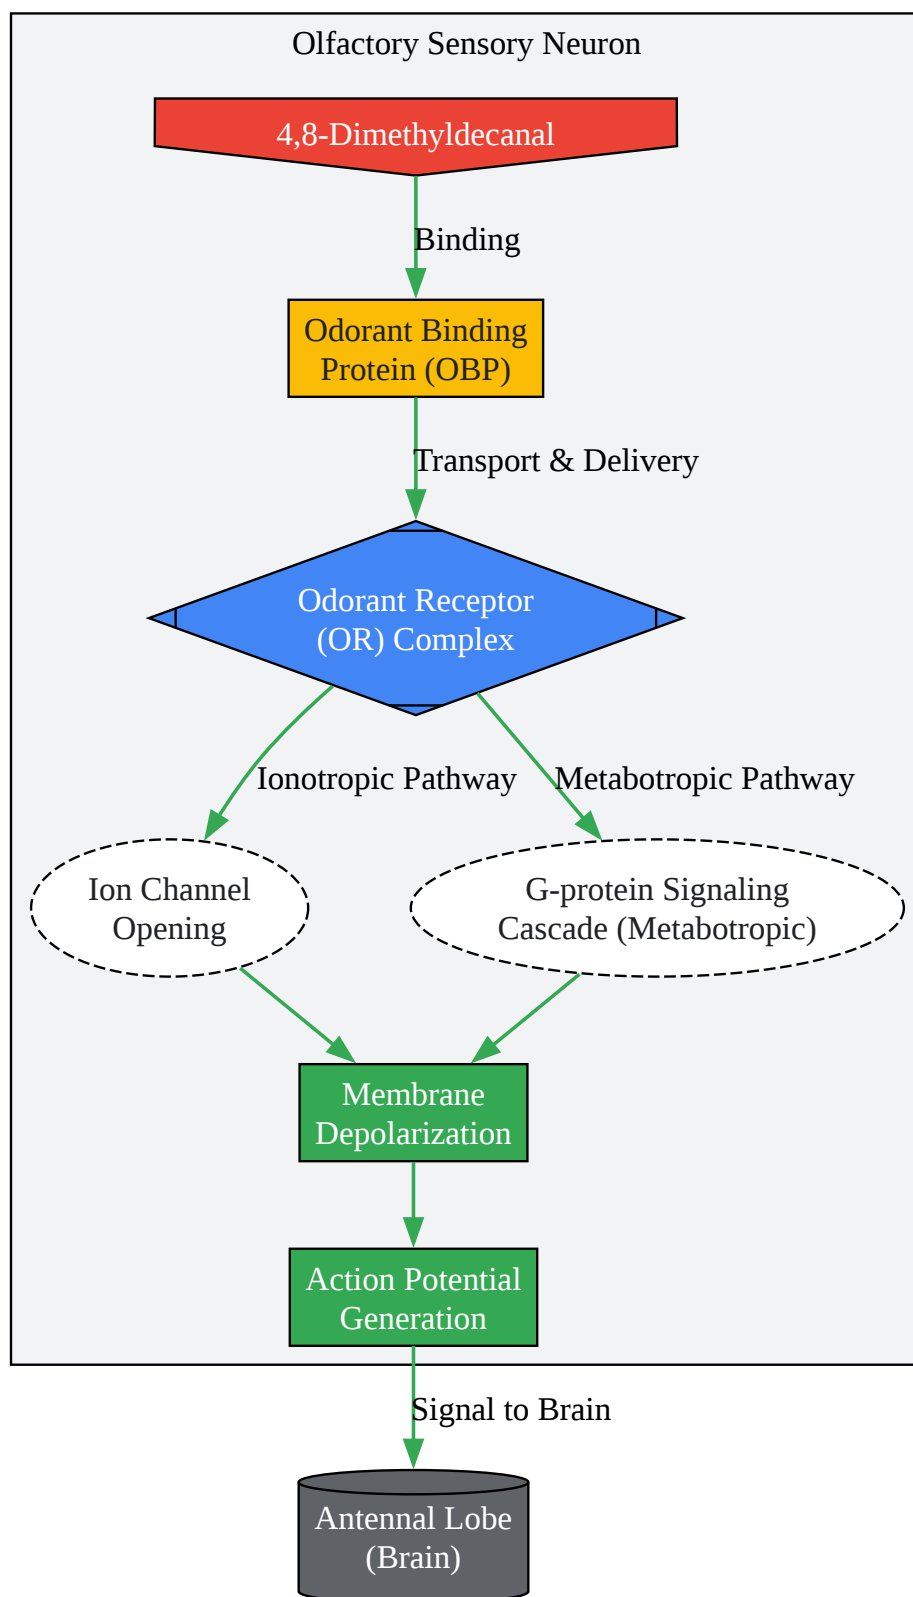 Olfactory Sensory Neuron
4,8-Dimethyldecanal
Binding
Odorant Binding
Protein (OBP)
Transport & Delivery
Odorant Receptor
(OR) Complex
Ionotropic Pathway
Metabotropic Pathway
Ion Channel
Opening
G-protein Signaling
Cascade (Metabotropic)
Membrane
Depolarization
Action Potential
Generation
Signal to Brain
Antennal Lobe
(Brain)